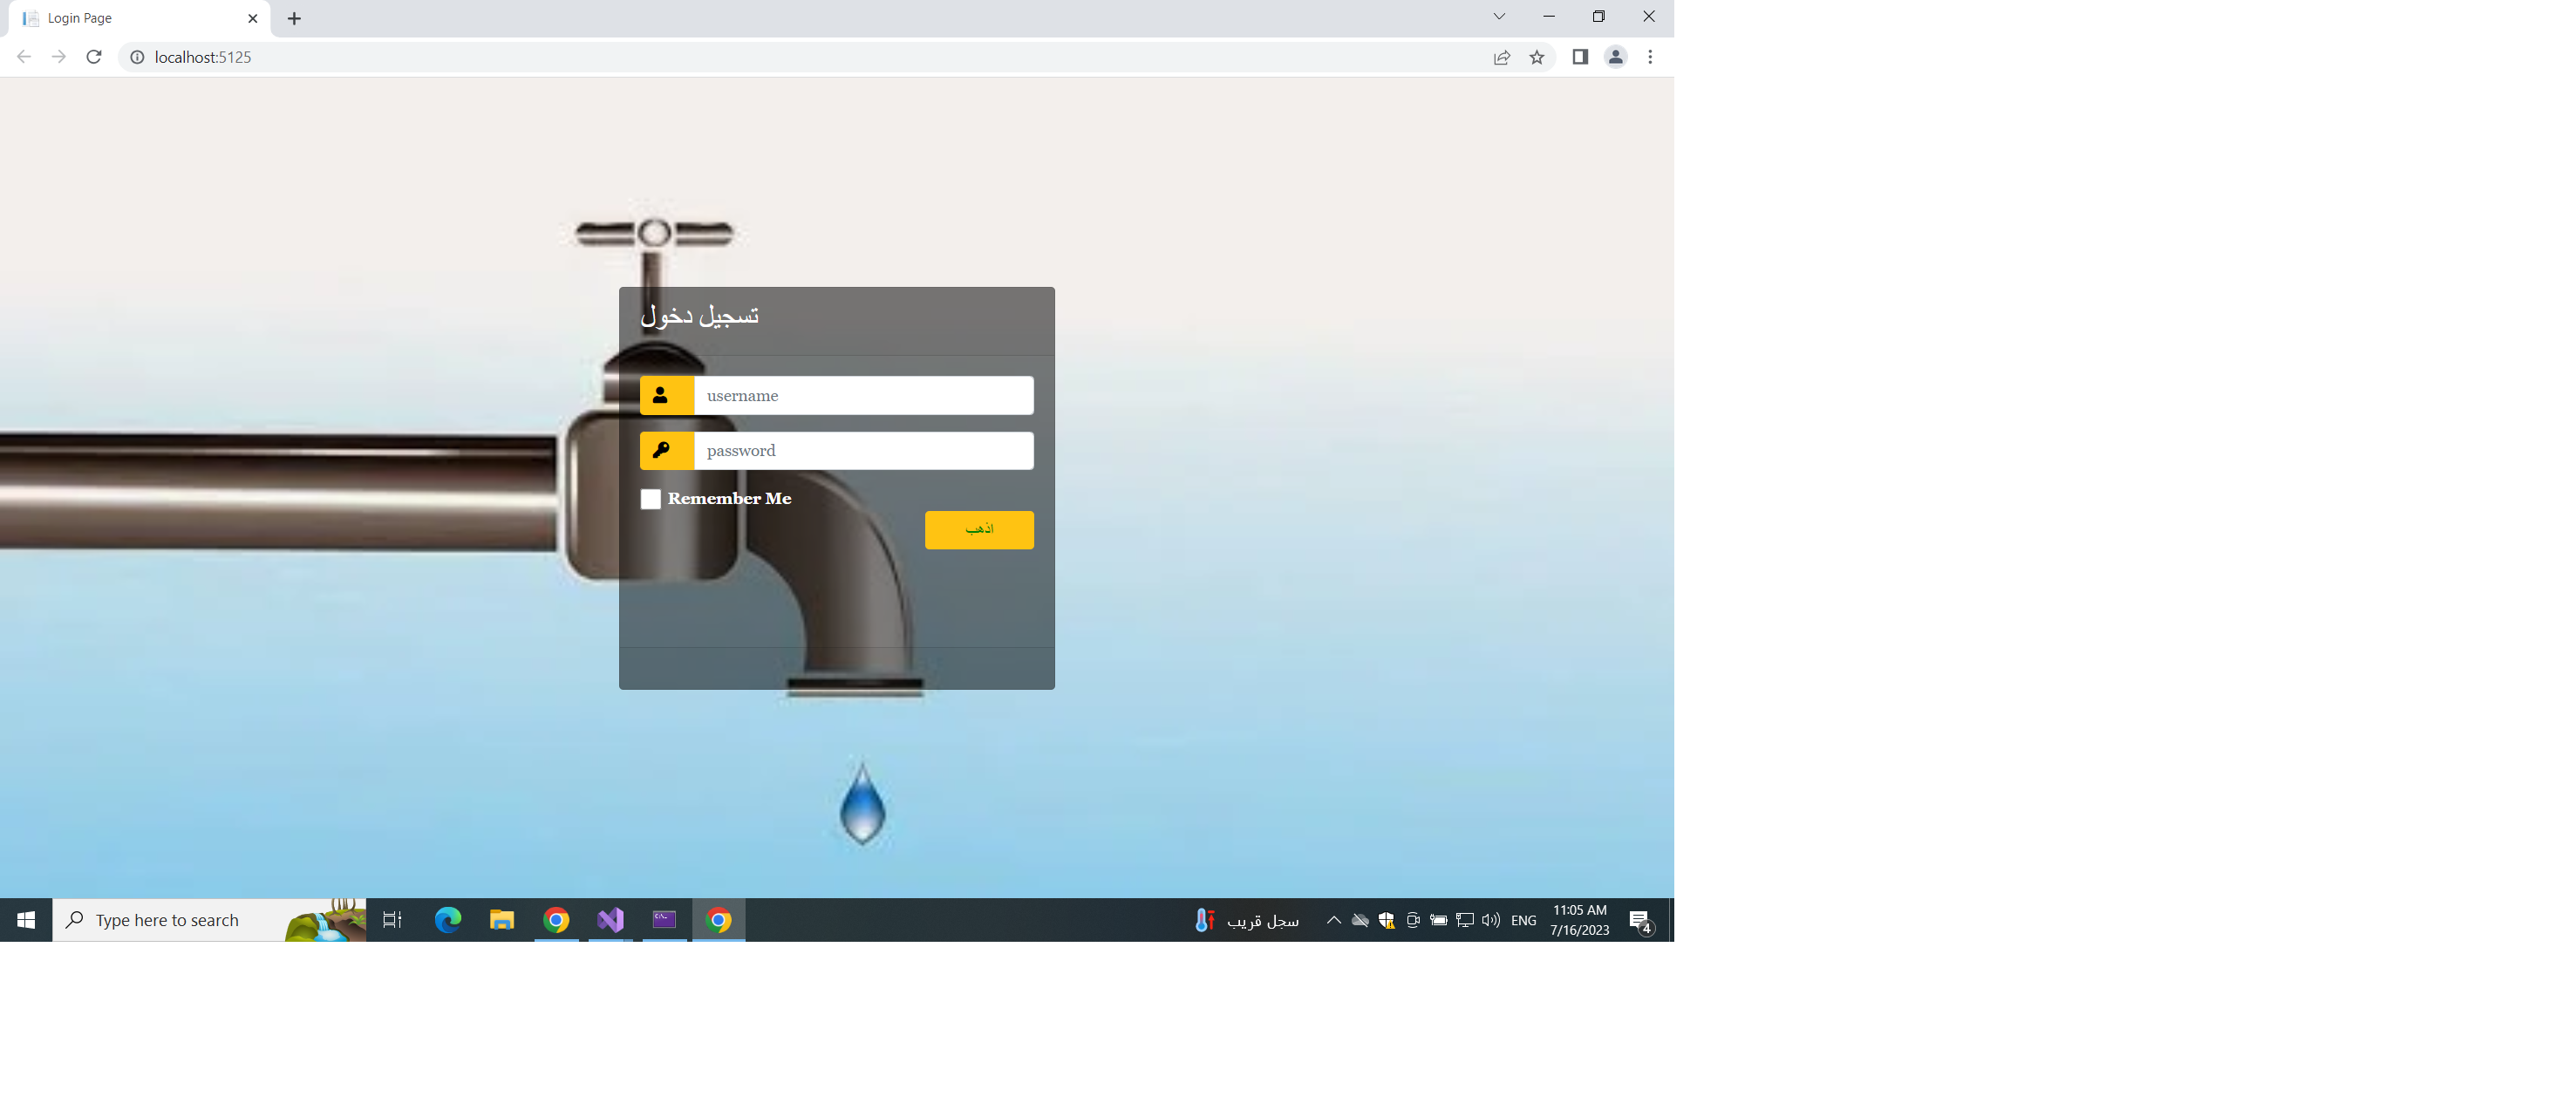 Login Page
localhost:5125
تسجيل دخول
username
password
Remember Me
اذهب
Type here to search
سجل قريب
ENG
11:05 AM
7/16/2023
4